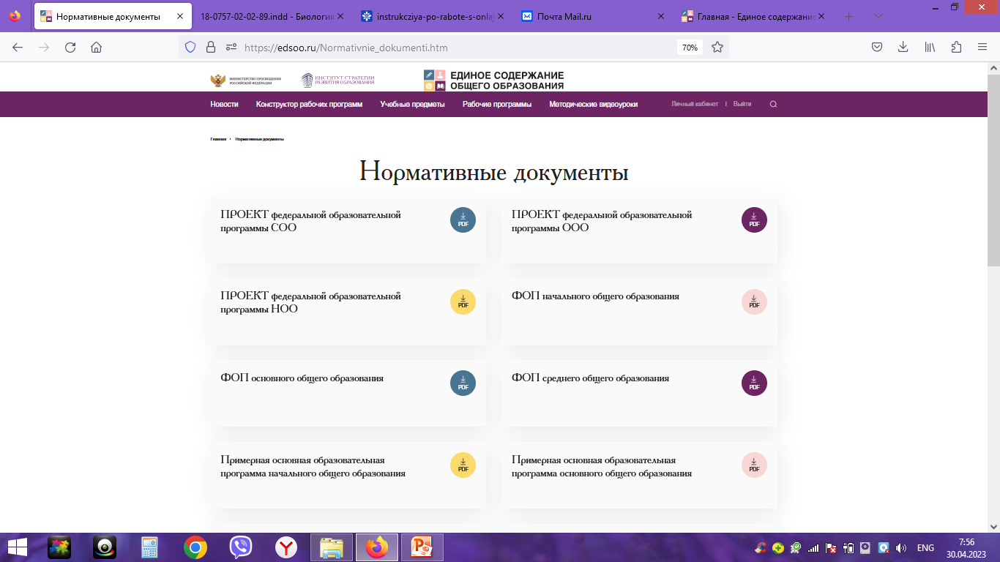 Нормативные документы
18-0757-02-02-89.indd - Биология
instrukcziya-po-rabote-s-onlaj
Почта Mail.ru
Главная - Единое содержание
https://edsoo.ru/Normativnie_dokumenti.htm
70%
МИНИСТЕРСТВО ПРОСВЕЩЕНИЯ
РОССИЙСКОЙ ФЕДЕРАЦИИ
ИНСТИТУТ СТРАТЕГИИ
РАЗВИТИЯ ОБРАЗОВАНИЯ
ЕДИНОЕ СОДЕРЖАНИЕ
ОБЩЕГО ОБРАЗОВАНИЯ
Новости Конструктор рабочих программ Учебные предметы Рабочие программы Методические видеоуроки Личный кабинет | Выйти
Главная • Нормативные документы
Нормативные документы
ПРОЕКТ федеральной образовательной
программы СОО
PDF
ПРОЕКТ федеральной образовательной
программы ООО
PDF
ПРОЕКТ федеральной образовательной
программы НОО
PDF
ФОП начального общего образования
PDF
ФОП основного общего образования
PDF
ФОП среднего общего образования
PDF
Примерная основная образовательная
программа начального общего образования
PDF
Примерная основная образовательная
программа основного общего образования
PDF
ENG
7:56
30.04.2023